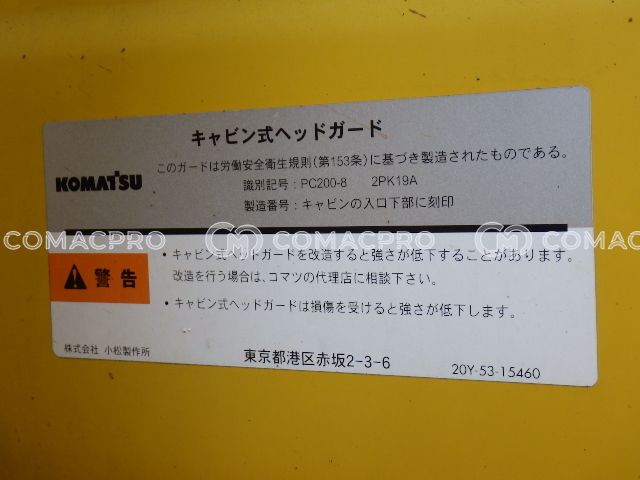 キャビン式ヘッドガード
このガードは労働安全衛生規則(第153条)に基づき製造されたものである。
KOMATSU
識別記号:PC200-8 2PK19A
製造番号:キャビンの入口下部に刻印
COMACPRO COMACPRO COMACPRO
警告
・キャビン式ヘッドガードを改造すると強さが低下することがあります。
改造を行う場合は、コマツの代理店に相談下さい。
・キャビン式ヘッドガードは損傷を受けると強さが低下します。
株式会社 小松製作所
東京都港区赤坂2-3-6
20Y-53-15460